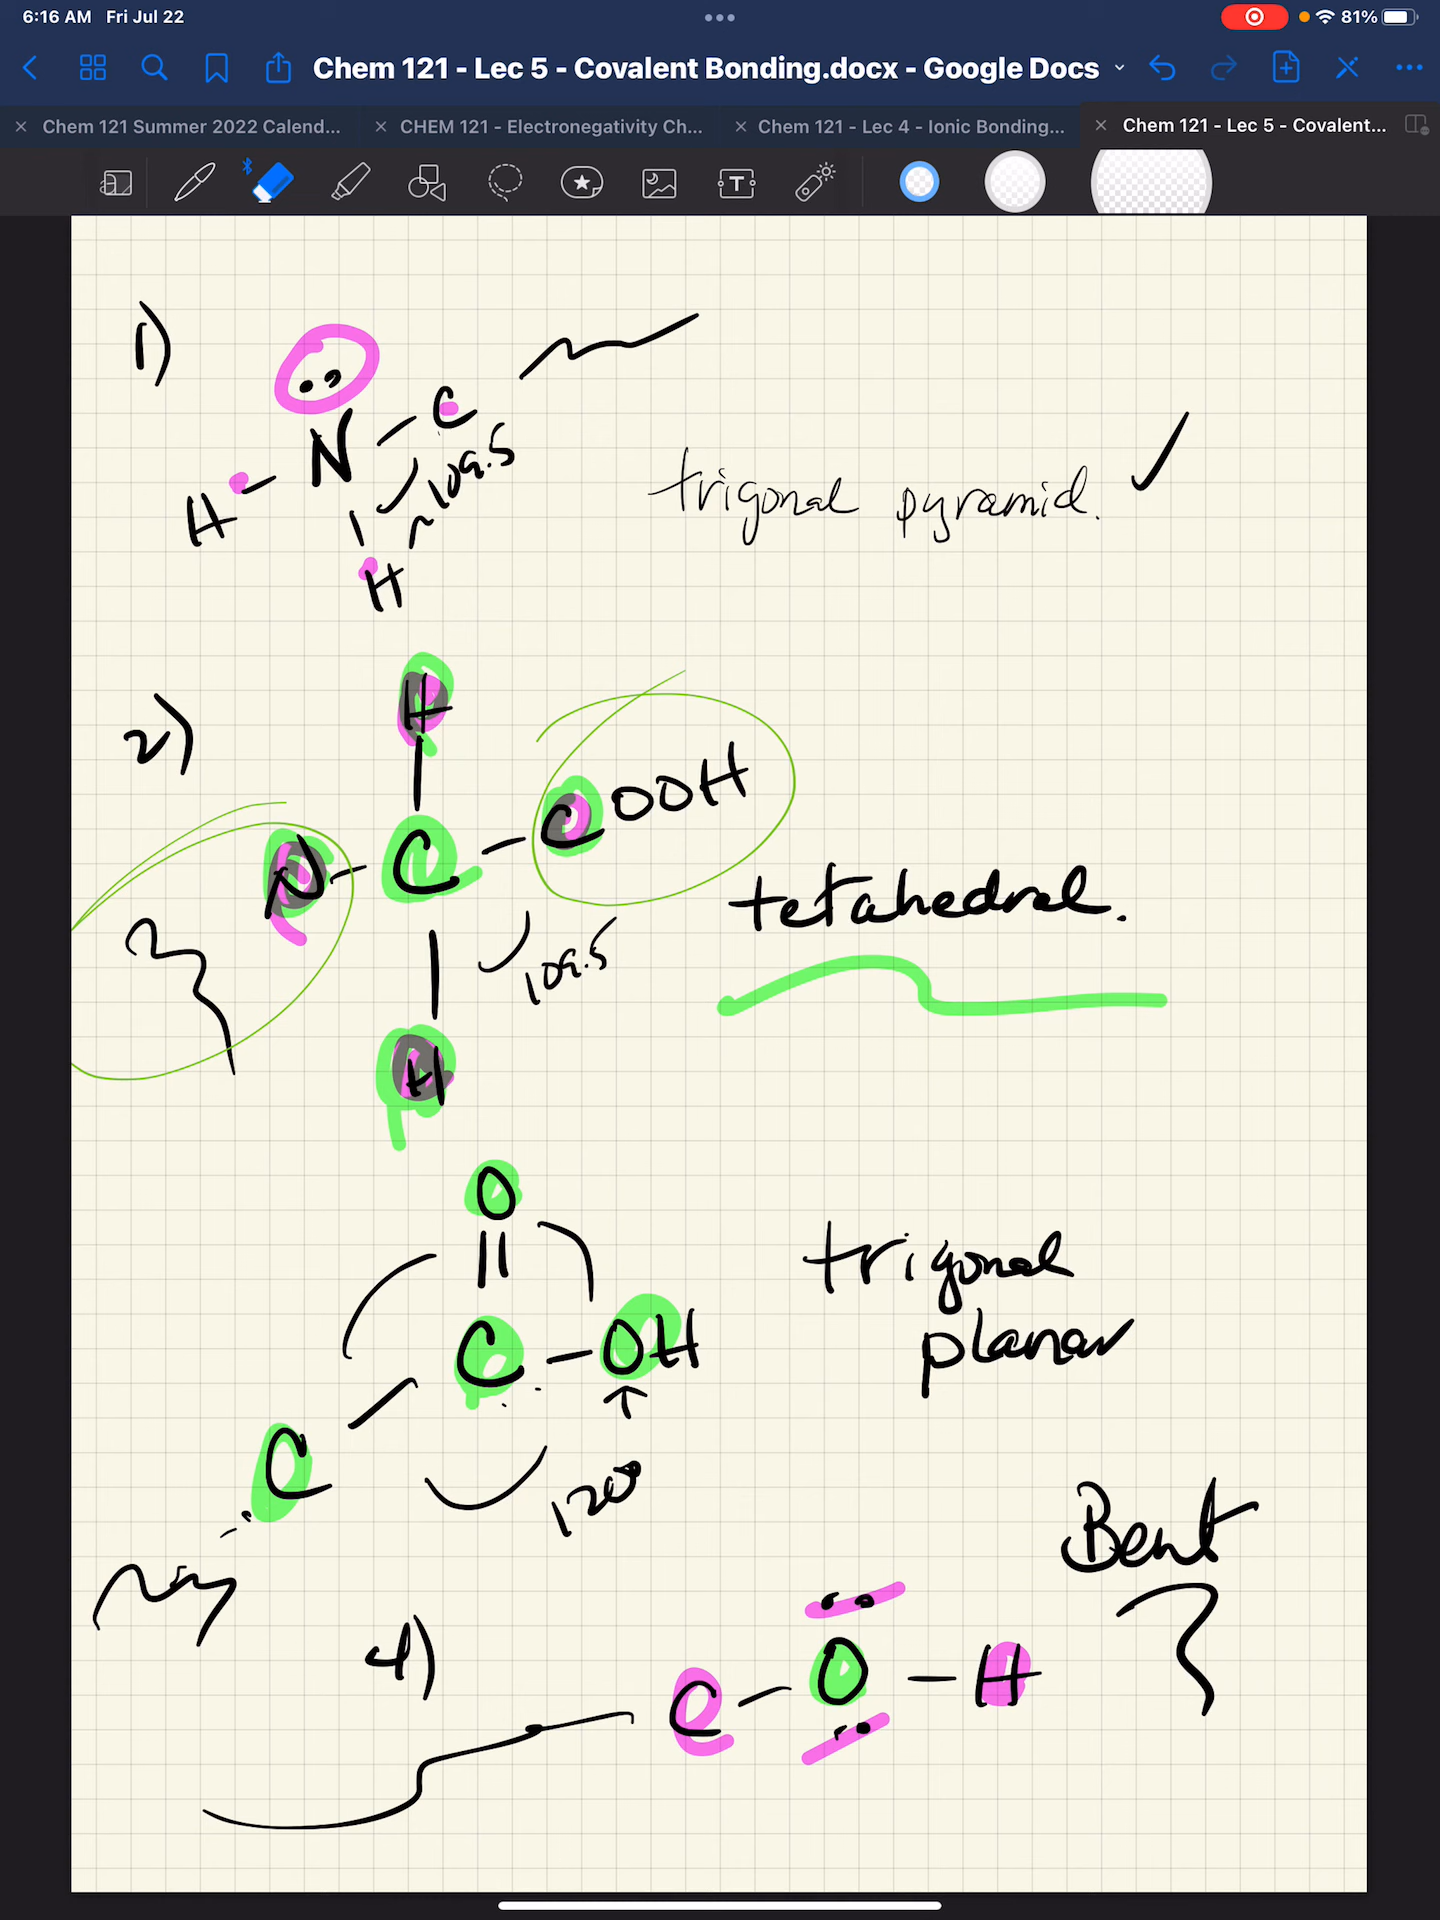 6:16 AM Fri Jul 22
81%
Chem 121 - Lec 5 - Covalent Bonding.docx - Google Docs
Chem 121 Summer 2022 Calend...
CHEM 121 - Electronegativity Ch...
Chem 121 - Lec 4 - Ionic Bonding...
Chem 121 - Lec 5 - Covalent...
1)
N - C
H -
~109.5
H
trigonal pyramid. ✓
2)
H
N - C - COOH
109.5
H
tetahedral.
O
||
C - OH
↑
C
120°
trigonal
planar
Bent
4)
C - O - H